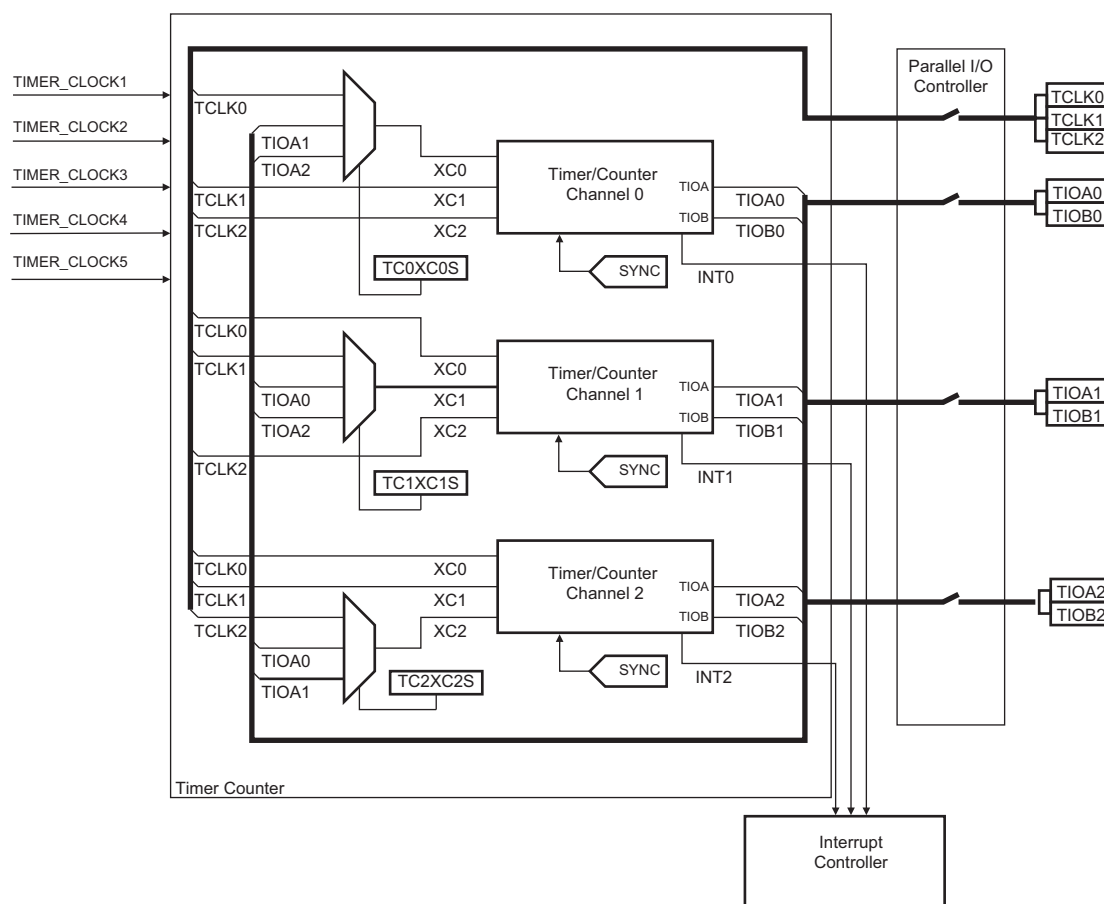 TIMER_CLOCK1
TIMER_CLOCK2
TIMER_CLOCK3
TIMER_CLOCK4
TIMER_CLOCK5
TCLK0
TIOA1
TIOA2
TCLK1
TCLK2
XC0
XC1
XC2
TC0XC0S
Timer/Counter
Channel 0
TIOA
TIOB
TIOA0
TIOB0
SYNC
INT0
TCLK0
TCLK1
TIOA0
TIOA2
TCLK2
XC0
XC1
XC2
TC1XC1S
Timer/Counter
Channel 1
TIOA
TIOB
TIOA1
TIOB1
SYNC
INT1
TCLK0
TCLK1
TCLK2
TIOA0
TIOA1
XC0
XC1
XC2
TC2XC2S
Timer/Counter
Channel 2
TIOA
TIOB
TIOA2
TIOB2
SYNC
INT2
Timer Counter
Parallel I/O
Controller
TCLK0
TCLK1
TCLK2
TIOA0
TIOB0
TIOA1
TIOB1
TIOA2
TIOB2
Interrupt
Controller